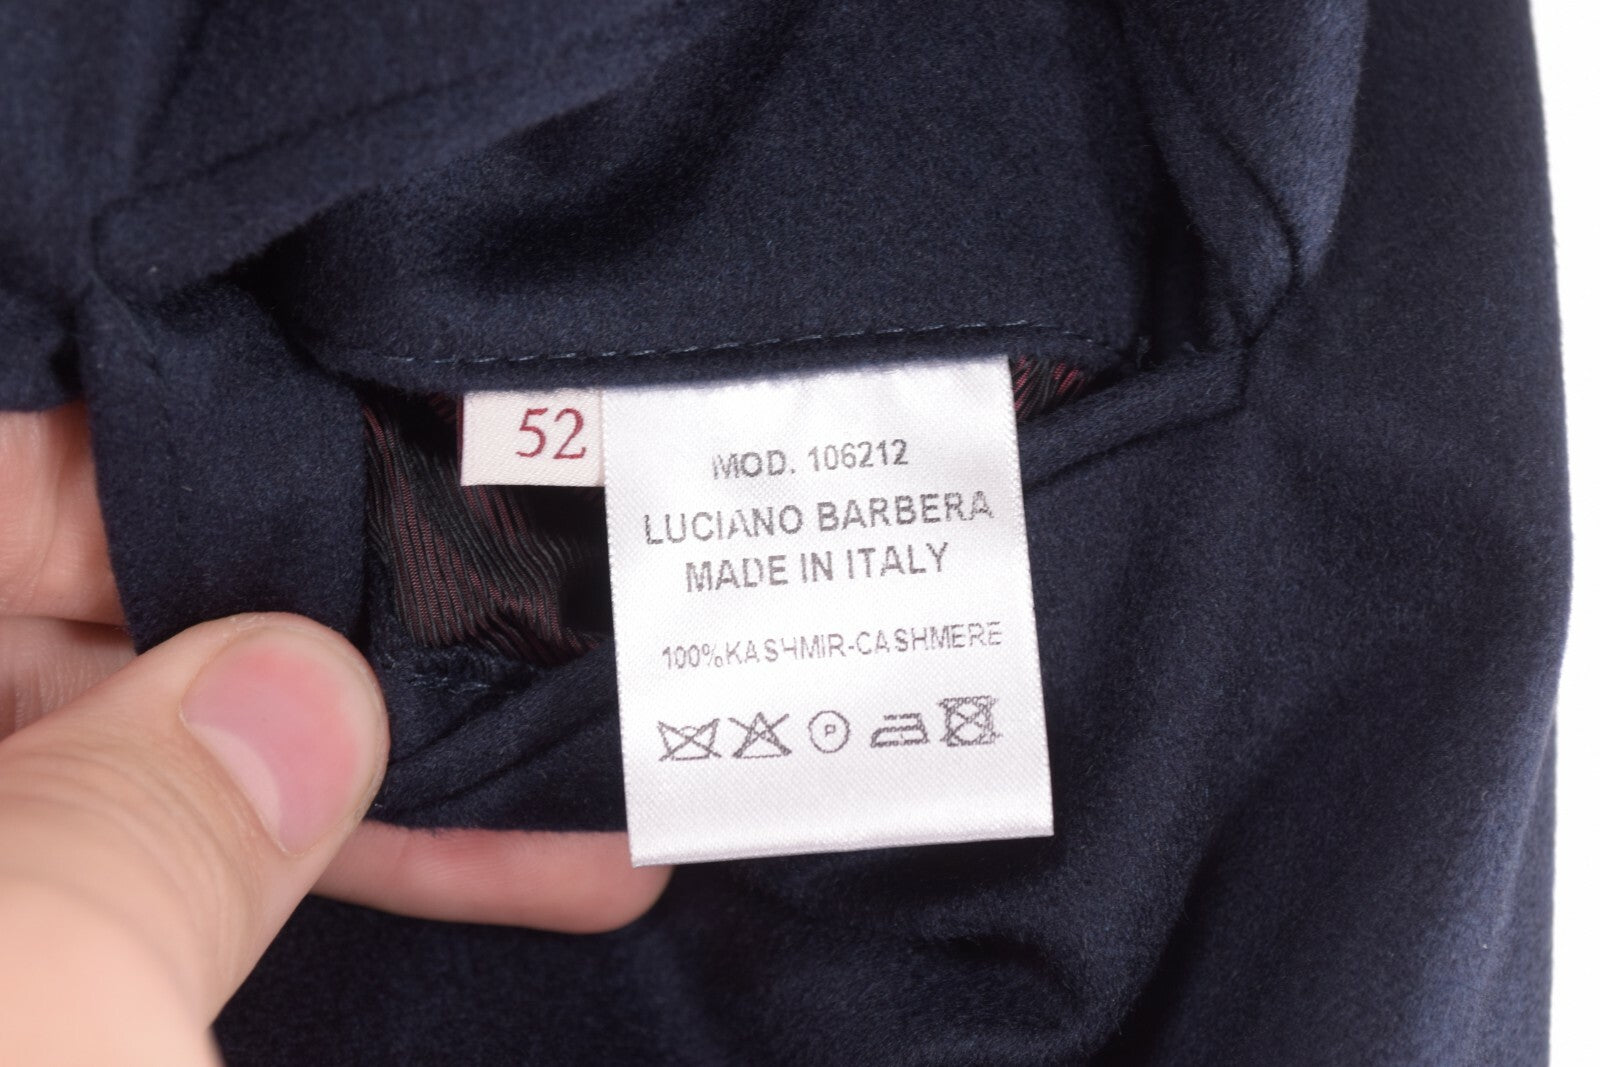 52
MOD. 106212
LUCIANO BARBERA
MADE IN ITALY
100%KASHMIR-CASHMERE
P